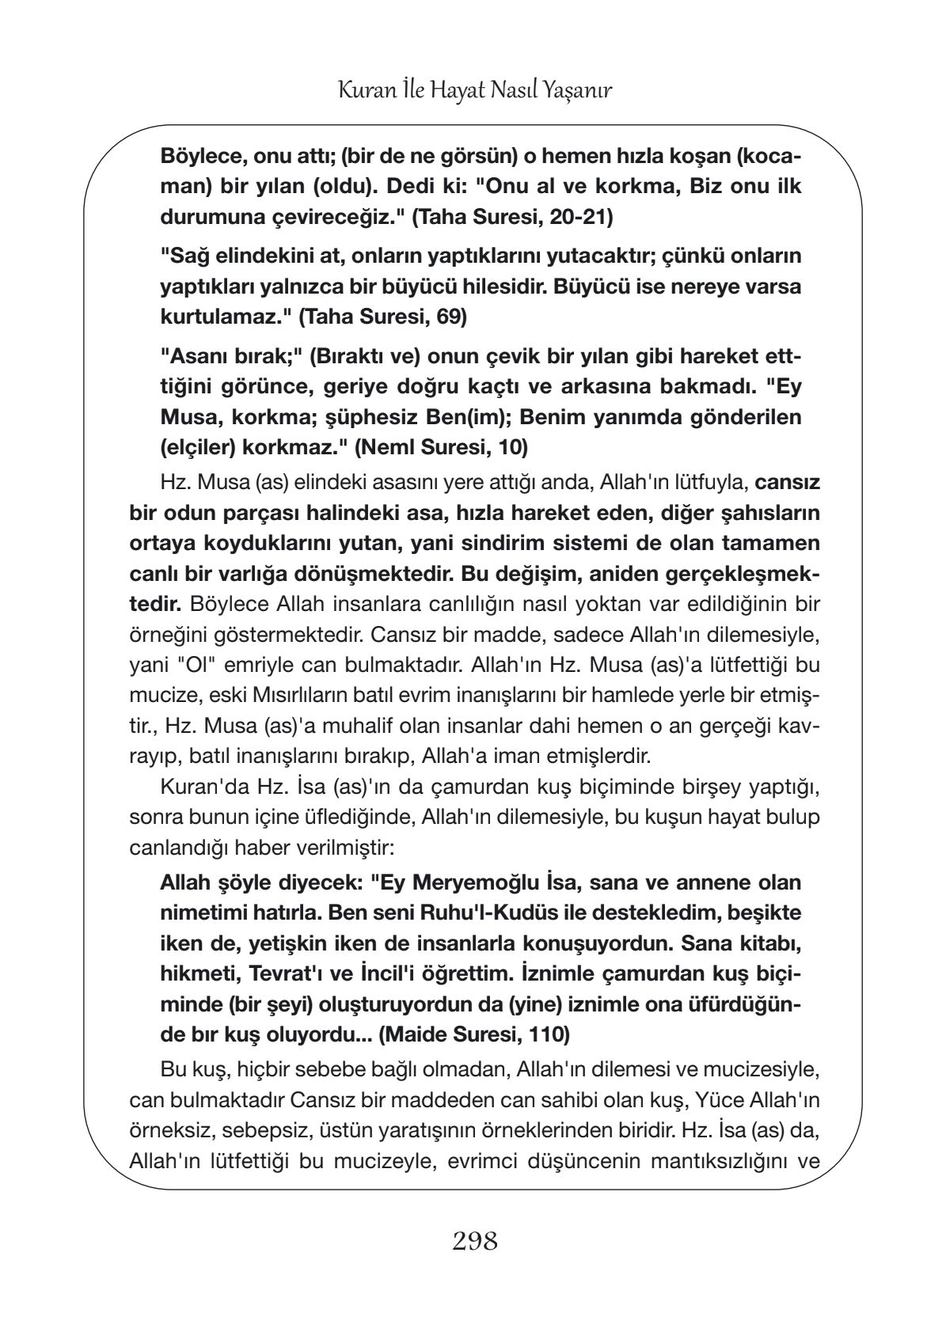 Kuran İle Hayat Nasıl Yaşanır
Böylece, onu attı; (bir de ne görsün) o hemen hızla koşan (koca-
man) bir yılan (oldu). Dedi ki: "Onu al ve korkma, Biz onu ilk
durumuna çevireceğiz." (Taha Suresi, 20-21)
"Sağ elindekini at, onların yaptıklarını yutacaktır; çünkü onların
yaptıkları yalnızca bir büyücü hilesidir. Büyücü ise nereye varsa
kurtulamaz." (Taha Suresi, 69)
"Asanı bırak;" (Bıraktı ve) onun çevik bir yılan gibi hareket ett-
tiğini görünce, geriye doğru kaçtı ve arkasına bakmadı. "Ey
Musa, korkma; şüphesiz Ben(im); Benim yanımda gönderilen
(elçiler) korkmaz." (Neml Suresi, 10)
Hz. Musa (as) elindeki asasını yere attığı anda, Allah'ın lütfuyla, cansız
bir odun parçası halindeki asa, hızla hareket eden, diğer şahısların
ortaya koyduklarını yutan, yani sindirim sistemi de olan tamamen
canlı bir varlığa dönüşmektedir. Bu değişim, aniden gerçekleşmek-
tedir. Böylece Allah insanlara canlılığın nasıl yoktan var edildiğinin bir
örneğini göstermektedir. Cansız bir madde, sadece Allah'ın dilemesiyle,
yani "Ol" emriyle can bulmaktadır. Allah'ın Hz. Musa (as)'a lütfettiği bu
mucize, eski Mısırlıların batıl evrim inanışlarını bir hamlede yerle bir etmiş-
tir., Hz. Musa (as)'a muhalif olan insanlar dahi hemen o an gerçeği kav-
rayıp, batıl inanışlarını bırakıp, Allah'a iman etmişlerdir.
Kuran'da Hz. İsa (as)'ın da çamurdan kuş biçiminde birşey yaptığı,
sonra bunun içine üflediğinde, Allah'ın dilemesiyle, bu kuşun hayat bulup
canlandığı haber verilmiştir:
Allah şöyle diyecek: "Ey Meryemoğlu İsa, sana ve annene olan
nimetimi hatırla. Ben seni Ruhu'l-Kudüs ile destekledim, beşikte
iken de, yetişkin iken de insanlarla konuşuyordun. Sana kitabı,
hikmeti, Tevrat'ı ve İncil'i öğrettim. İznimle çamurdan kuş biçi-
minde (bir şeyi) oluşturuyordun da (yine) iznimle ona üfürdüğün-
de bır kuş oluyordu... (Maide Suresi, 110)
Bu kuş, hiçbir sebebe bağlı olmadan, Allah'ın dilemesi ve mucizesiyle,
can bulmaktadır Cansız bir maddeden can sahibi olan kuş, Yüce Allah'ın
örneksiz, sebepsiz, üstün yaratışının örneklerinden biridir. Hz. İsa (as) da,
Allah'ın lütfettiği bu mucizeyle, evrimci düşüncenin mantıksızlığını ve
298